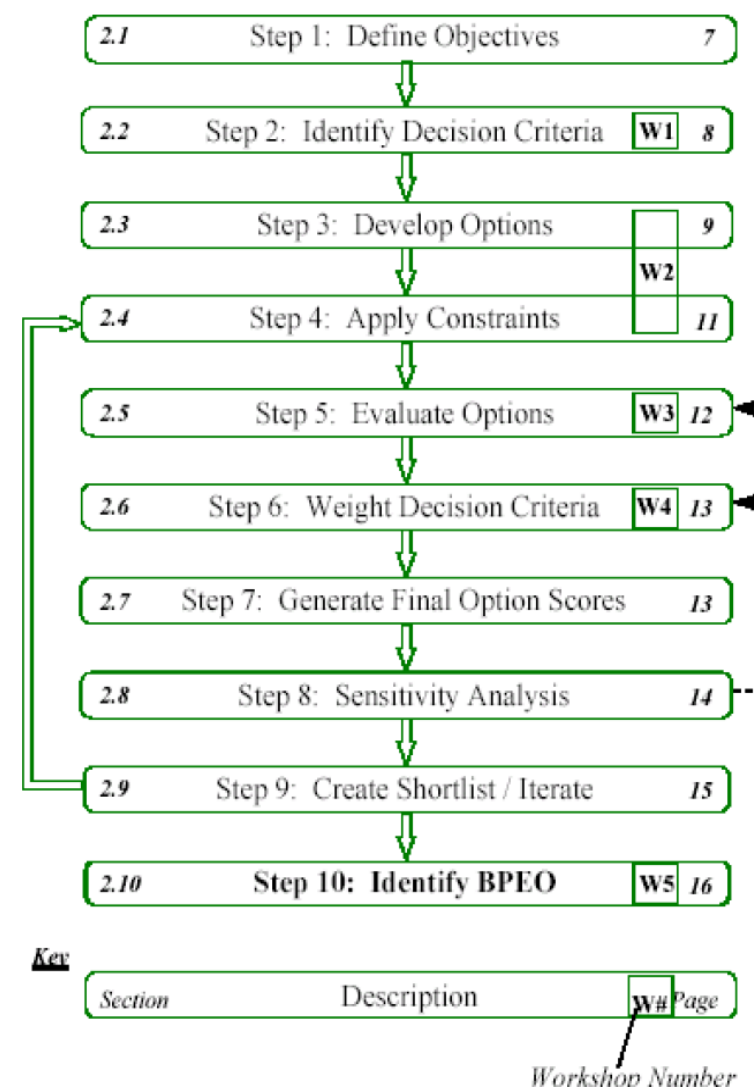 2.1 Step 1: Define Objectives 7
2.2 Step 2: Identify Decision Criteria W1 8
2.3 Step 3: Develop Options 9
W2
2.4 Step 4: Apply Constraints 11
2.5 Step 5: Evaluate Options W3 12
2.6 Step 6: Weight Decision Criteria W4 13
2.7 Step 7: Generate Final Option Scores 13
2.8 Step 8: Sensitivity Analysis 14
2.9 Step 9: Create Shortlist / Iterate 15
2.10 Step 10: Identify BPEO W5 16
Key
Section Description W# Page
Workshop Number